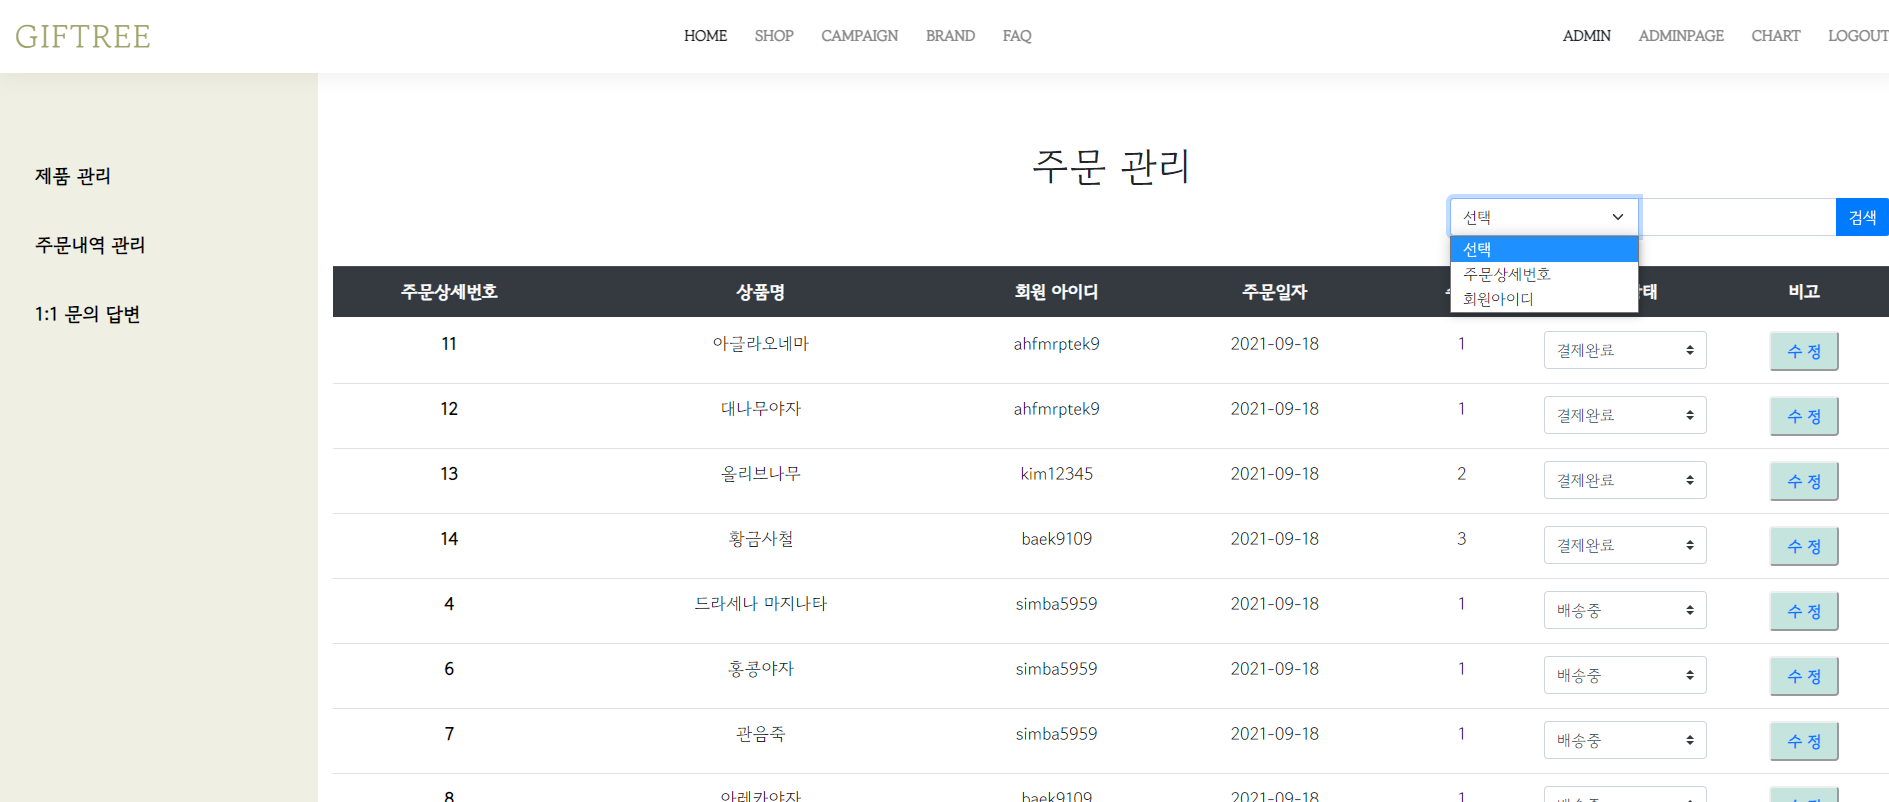 GIFTREE HOME SHOP CAMPAIGN BRAND FAQ ADMIN ADMINPAGE CHART LOGOUT
제품 관리
주문내역 관리
1:1 문의 답변
주문 관리
선택 검색
선택
주문상세번호
회원아이디
주문상세번호 상품명 회원 아이디 주문일자 비고
11 아글라오네마 ahfmrptek9 2021-09-18 1 결제완료 수 정
12 대나무야자 ahfmrptek9 2021-09-18 1 결제완료 수 정
13 올리브나무 kim12345 2021-09-18 2 결제완료 수 정
14 황금사철 baek9109 2021-09-18 3 결제완료 수 정
4 드라세나 마지나타 simba5959 2021-09-18 1 배송중 수 정
6 홍콩야자 simba5959 2021-09-18 1 배송중 수 정
7 관음죽 simba5959 2021-09-18 1 배송중 수 정
8 아레카야자 baek9109 2021-09-18 1